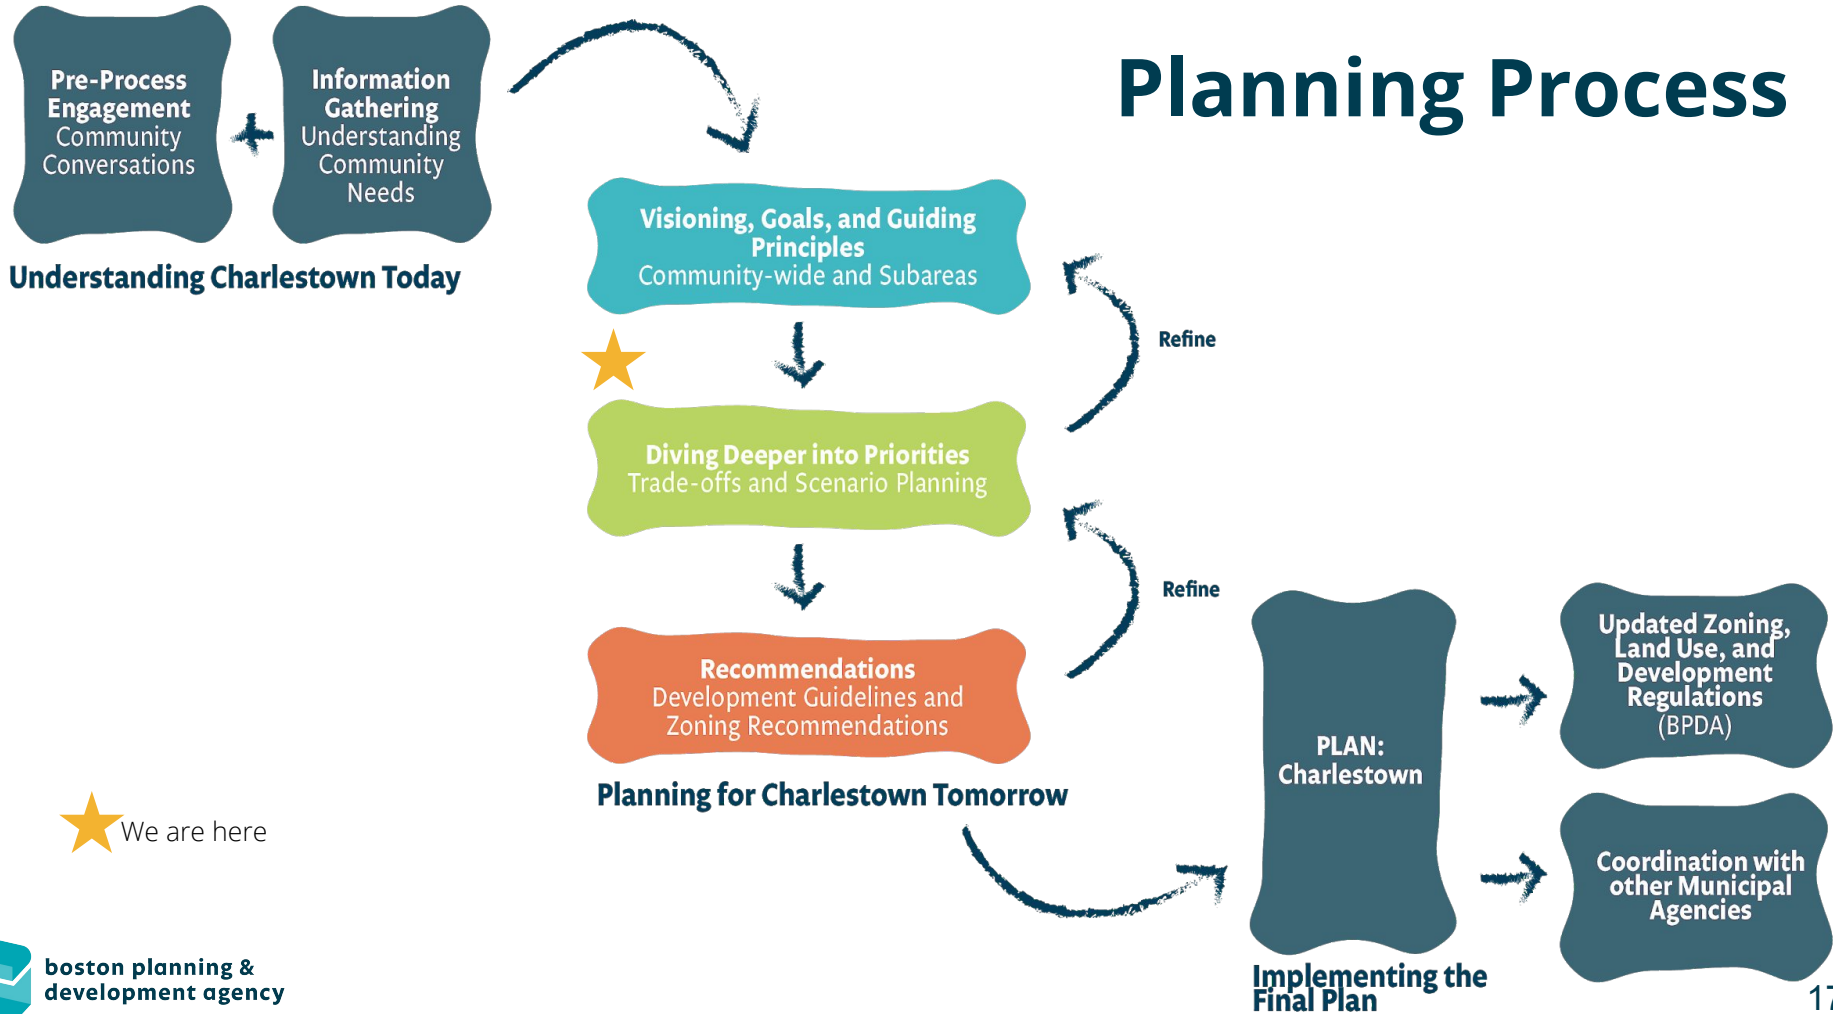 Planning Process
Pre-Process
Engagement
Community
Conversations
Information
Gathering
Understanding
Community
Needs
Understanding Charlestown Today
Visioning, Goals, and Guiding
Principles
Community-wide and Subareas
Refine
Diving Deeper into Priorities
Trade-offs and Scenario Planning
Refine
Recommendations
Development Guidelines and
Zoning Recommendations
Planning for Charlestown Tomorrow
PLAN:
Charlestown
Updated Zoning,
Land Use, and
Development
Regulations
(BPDA)
Coordination with
other Municipal
Agencies
Implementing the
Final Plan
We are here
boston planning &
development agency
17